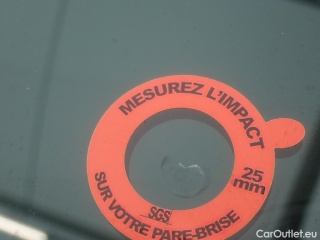 MESUREZ L'IMPACT
25
mm
SGS
SUR VOTRE PARE-BRISE
CarOutlet.eu